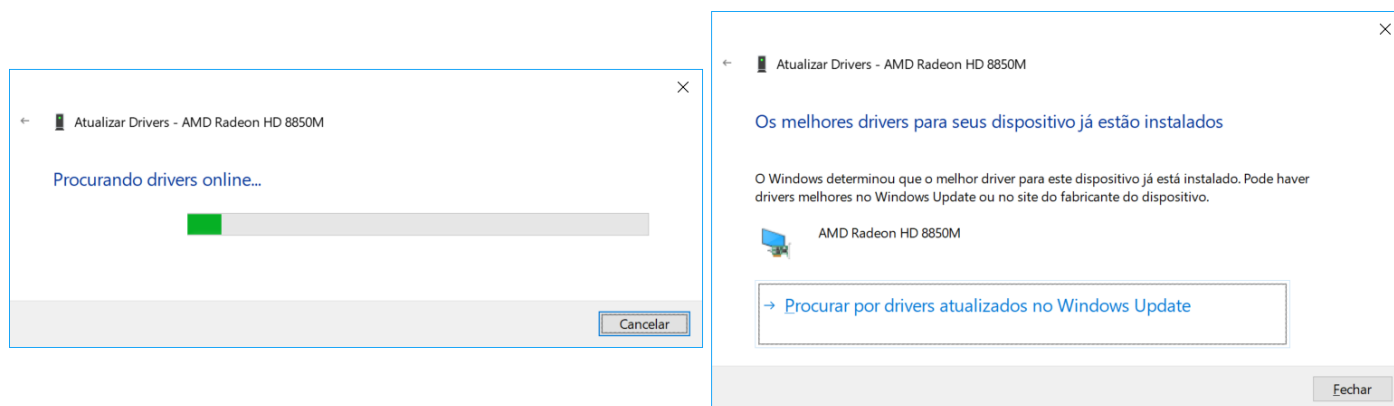 Atualizar Drivers - AMD Radeon HD 8850M
Procurando drivers online...
Cancelar
Atualizar Drivers - AMD Radeon HD 8850M
Os melhores drivers para seus dispositivo já estão instalados
O Windows determinou que o melhor driver para este dispositivo já está instalado. Pode haver
drivers melhores no Windows Update ou no site do fabricante do dispositivo.
AMD Radeon HD 8850M
Procurar por drivers atualizados no Windows Update
Fechar